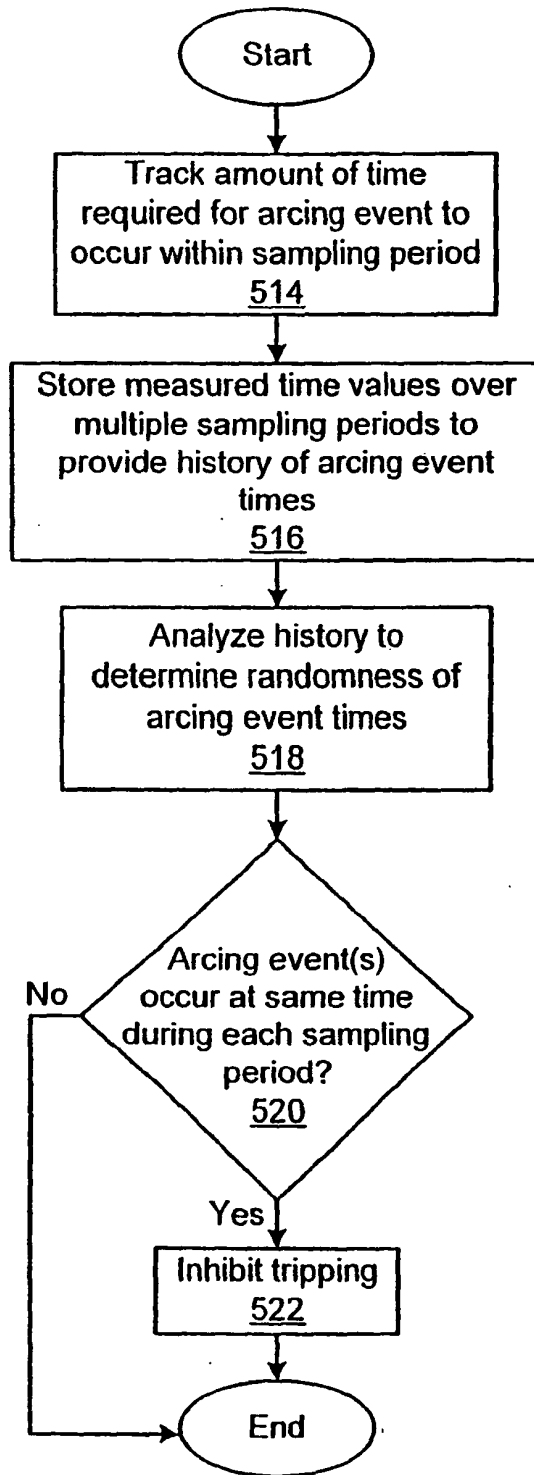 Start
Track amount of time
required for arcing event to
occur within sampling period
514
Store measured time values over
multiple sampling periods to
provide history of arcing event
times
516
Analyze history to
determine randomness of
arcing event times
518
Arcing event(s)
No
occur at same time
during each sampling
period?
520
Yes
Inhibit tripping
522
End